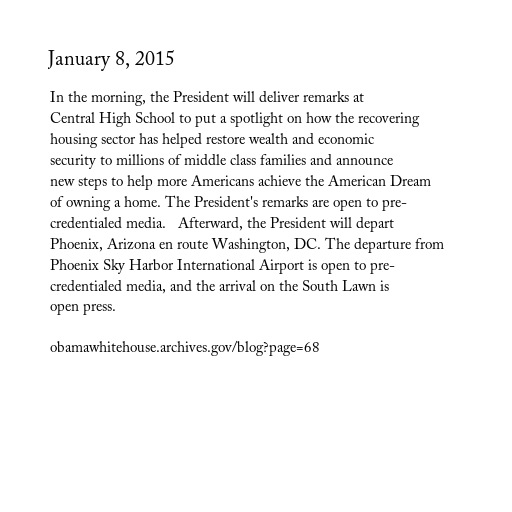 January 8, 2015
In the morning, the President will deliver remarks at
Central High School to put a spotlight on how the recovering
housing sector has helped restore wealth and economic
security to millions of middle class families and announce
new steps to help more Americans achieve the American Dream
of owning a home. The President's remarks are open to pre-
credentialed media.   Afterward, the President will depart
Phoenix, Arizona en route Washington, DC. The departure from
Phoenix Sky Harbor International Airport is open to pre-
credentialed media, and the arrival on the South Lawn is
open press.
obamawhitehouse.archives.gov/blog?page=68